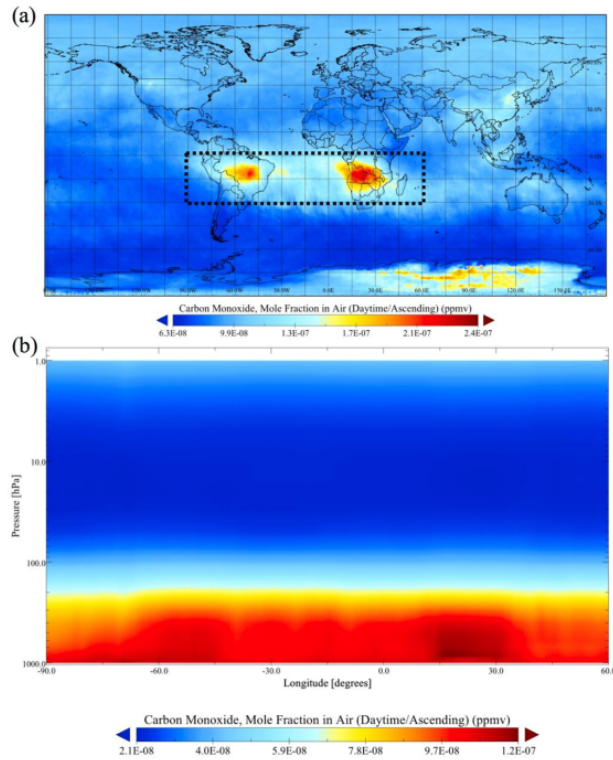 (a)
Carbon Monoxide, Mole Fraction in Air (Daytime/Ascending) (ppmv)
6.3E-08 9.9E-08 1.3E-07 1.7E-07 2.1E-07 2.4E-07
(b)
1.0
10.0
100.0
1000.0
Pressure [hPa]
-90.0 -60.0 -30.0 0.0 30.0 60.0
Longitude [degrees]
Carbon Monoxide, Mole Fraction in Air (Daytime/Ascending) (ppmv)
2.1E-08 4.0E-08 5.9E-08 7.8E-08 9.7E-08 1.2E-07